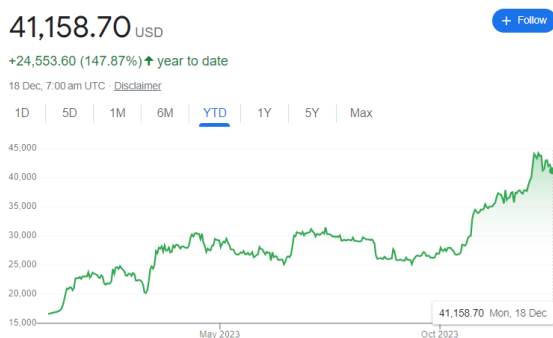 41,158.70 USD
+ Follow
+24,553.60 (147.87%) ↑ year to date
18 Dec, 7:00 am UTC · Disclaimer
1D 5D 1M 6M YTD 1Y 5Y Max
45,000
40,000
35,000
30,000
25,000
20,000
15,000
41,158.70 Mon, 18 Dec
May 2023 Oct 2023